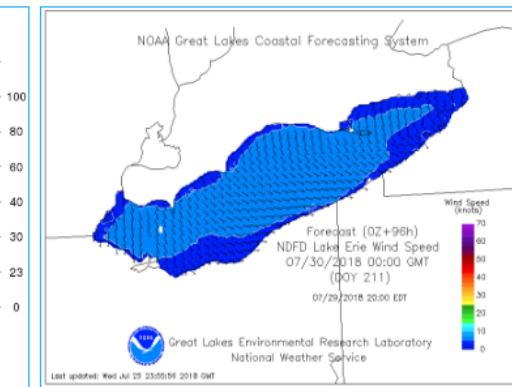 NOAA Great Lakes Coastal Forecasting System
100
80
60
40
30
23
0
Wind Speed
(knots)
70
60
50
40
30
20
10
0
Forecast (0Z+96h)
NDFD Lake Erie Wind Speed
07/30/2018 00:00 GMT
(DOY 211)
07/29/2018 20:00 EDT
Great Lakes Environmental Research Laboratory
National Weather Service
Last updated: Wed Jul 25 23:55:56 2018 GMT